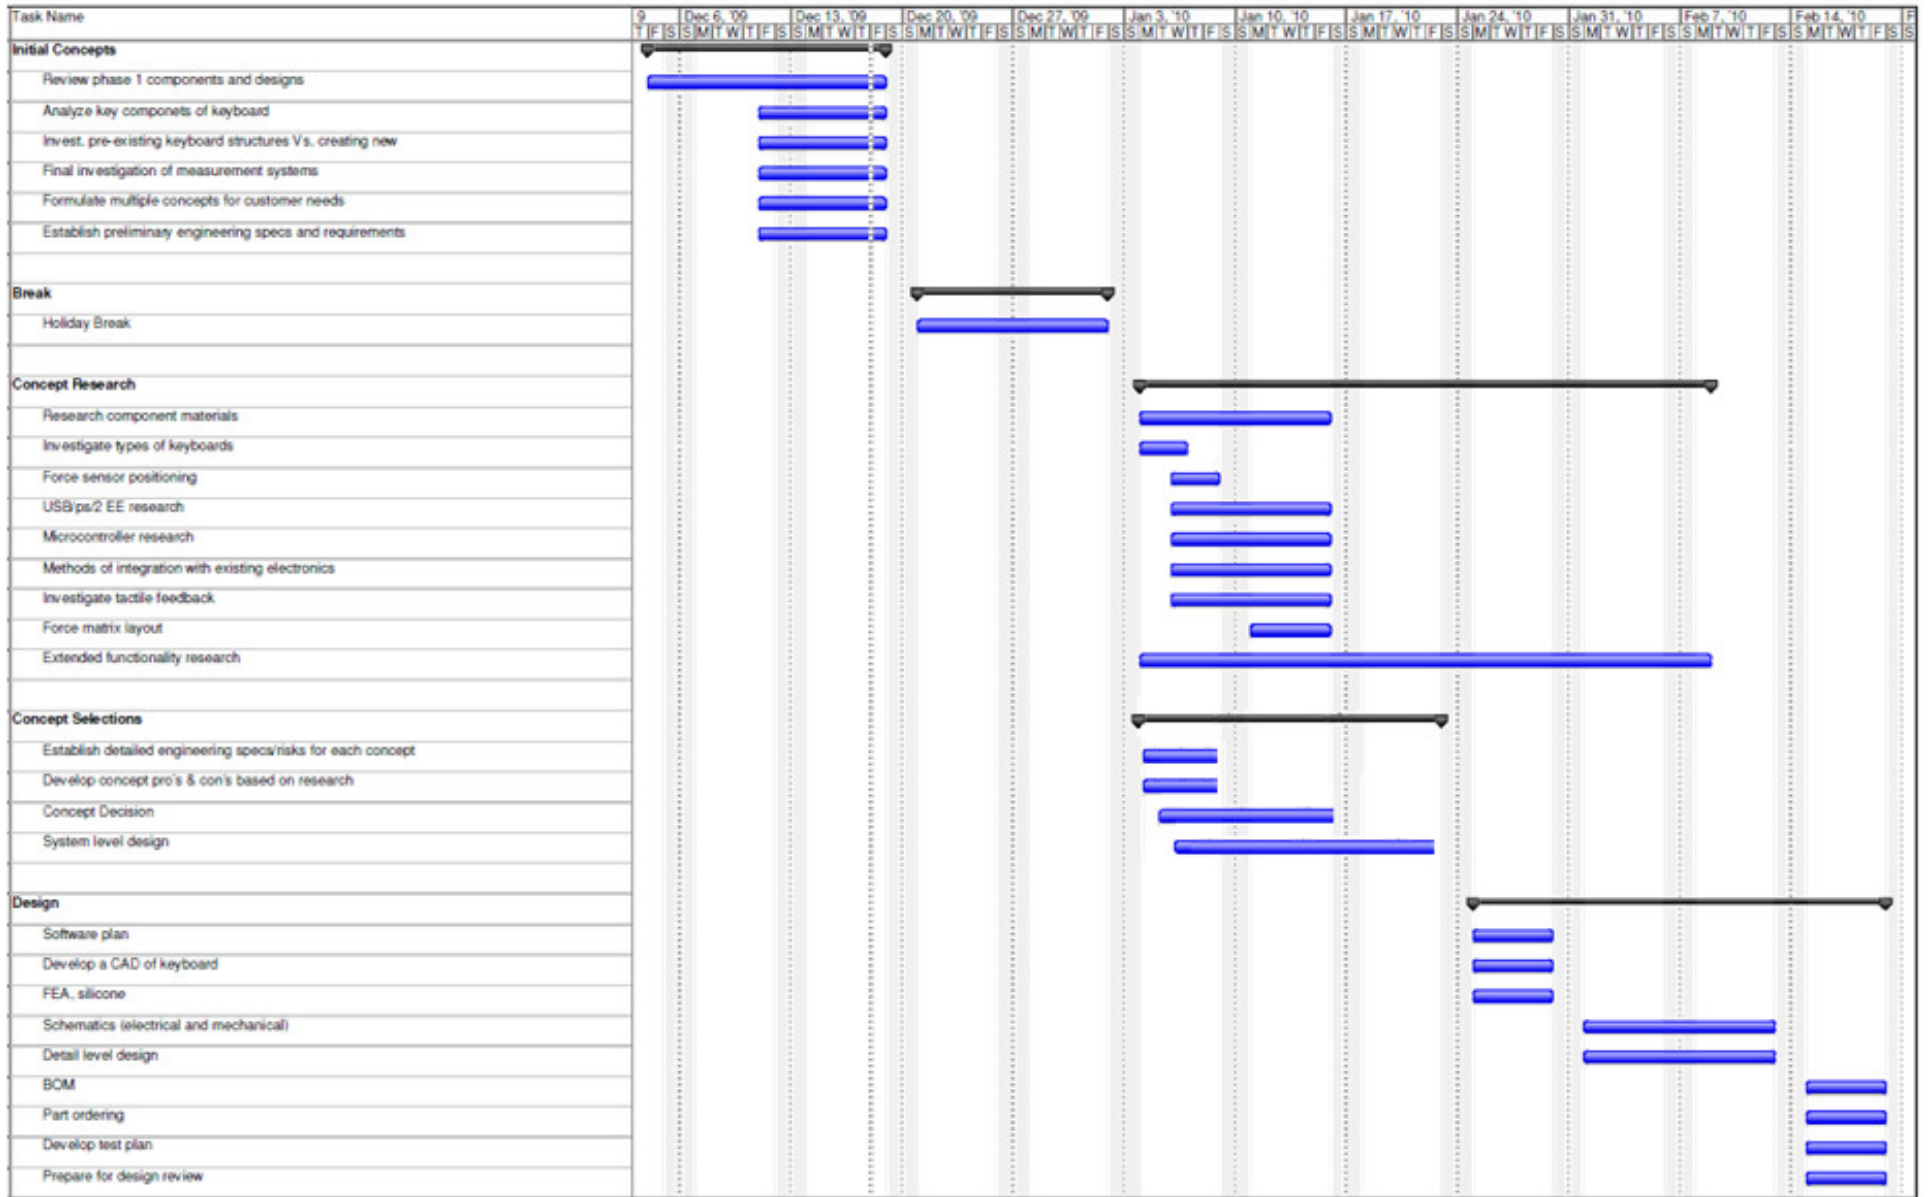 Task Name
9 Dec 6, '09 Dec 13, '09 Dec 20, '09 Dec 27, '09 Jan 3, '10 Jan 10, '10 Jan 17, '10 Jan 24, '10 Jan 31, '10 Feb 7, '10 Feb 14, '10 F
T F S S M T W T F S S M T W T F S S M T W T F S S M T W T F S S M T W T F S S M T W T F S S M T W T F S S M T W T F S S M T W T F S S M T W T F S S M T W T F S S
Initial Concepts
Review phase 1 components and designs
Analyze key componets of keyboard
Invest. pre-existing keyboard structures Vs. creating new
Final investigation of measurement systems
Formulate multiple concepts for customer needs
Establish preliminary engineering specs and requirements
Break
Holiday Break
Concept Research
Research component materials
Investigate types of keyboards
Force sensor positioning
USB/ps/2 EE research
Microcontroller research
Methods of integration with existing electronics
Investigate tactile feedback
Force matrix layout
Extended functionality research
Concept Selections
Establish detailed engineering specs/risks for each concept
Develop concept pro's & con's based on research
Concept Decision
System level design
Design
Software plan
Develop a CAD of keyboard
FEA, silicone
Schematics (electrical and mechanical)
Detail level design
BOM
Part ordering
Develop test plan
Prepare for design review